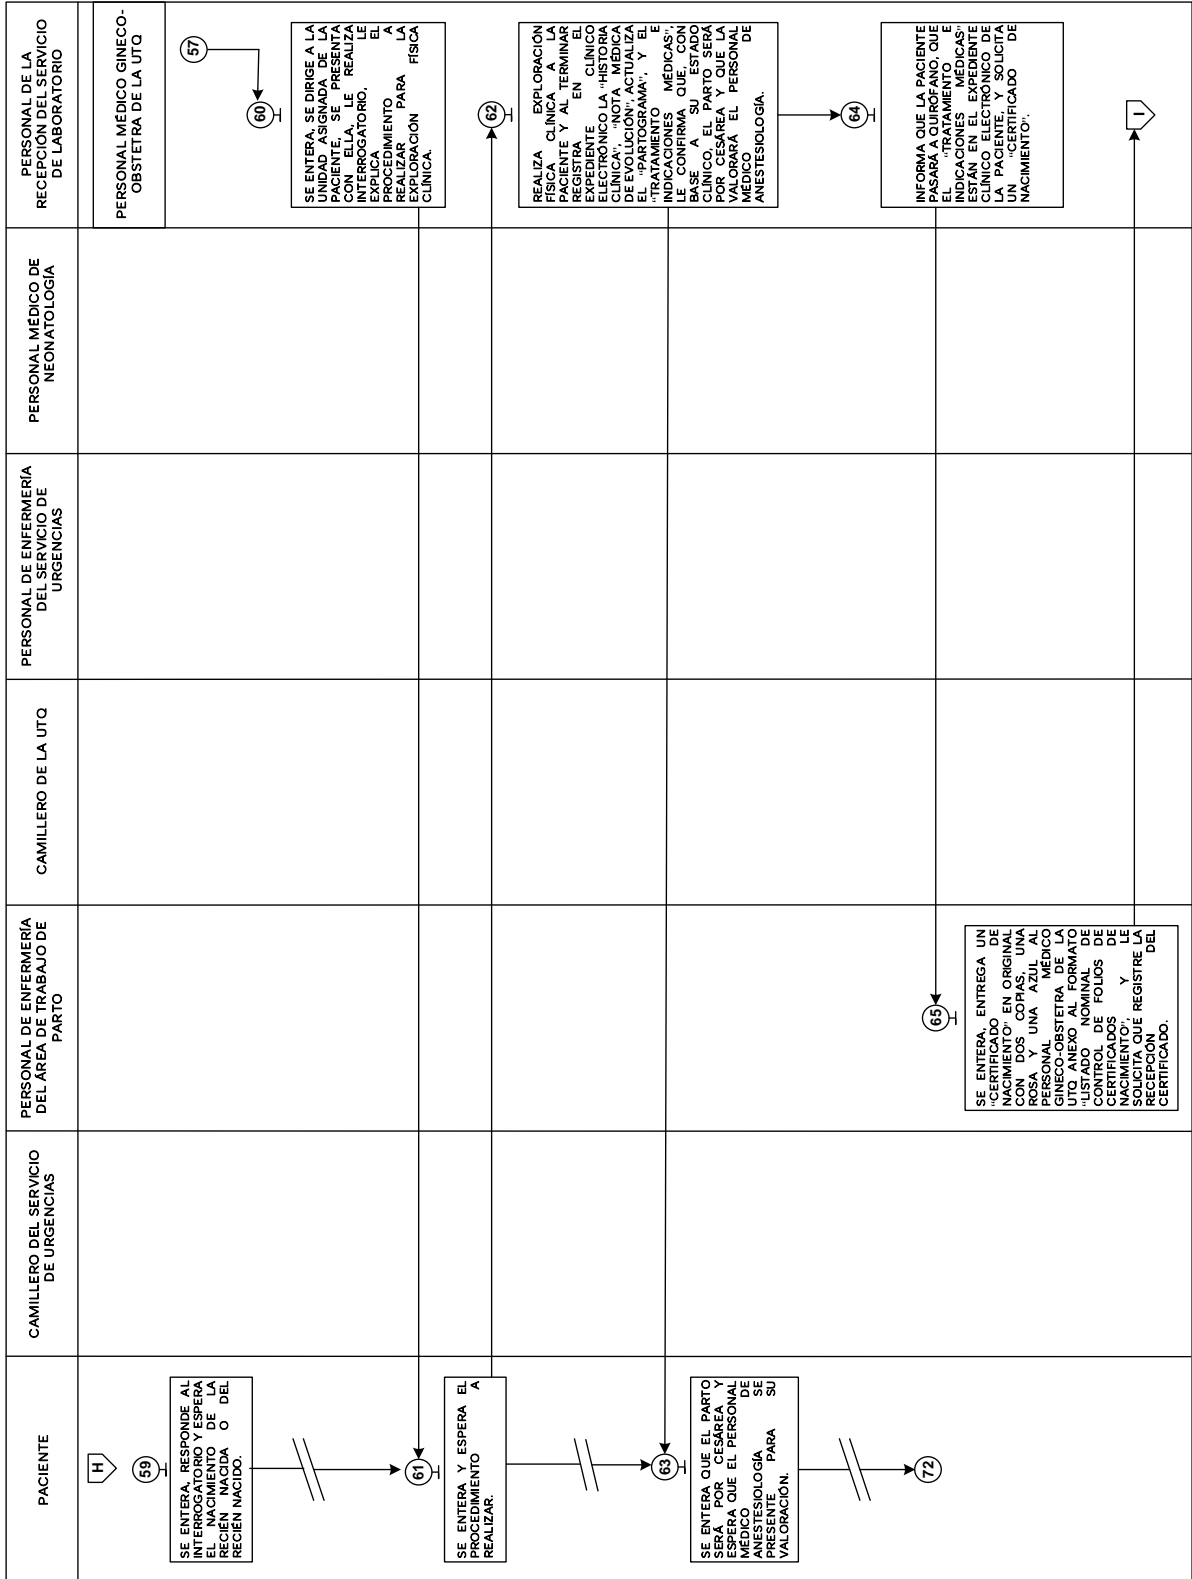 PACIENTE
CAMILLERO DEL SERVICIO
DE URGENCIAS
PERSONAL DE ENFERMERÍA
DEL ÁREA DE TRABAJO DE
PARTO
CAMILLERO DE LA UTQ
PERSONAL DE ENFERMERÍA
DEL SERVICIO DE
URGENCIAS
PERSONAL MÉDICO DE
NEONATOLOGÍA
PERSONAL DE LA
RECEPCIÓN DEL SERVICIO
DE LABORATORIO
PERSONAL MÉDICO GINECO-
OBSTETRA DE LA UTQ
H
57
59
SE ENTERA, RESPONDE AL
INTERROGATORIO Y ESPERA
EL NACIMIENTO DE LA
RECIÉN NACIDA O DEL
RECIÉN NACIDO.
60
SE ENTERA, SE DIRIGE A LA
UNIDAD ASIGNADA DE LA
PACIENTE, SE PRESENTA
CON ELLA, LE REALIZA
INTERROGATORIO, LE
EXPLICA EL
PROCEDIMIENTO A
REALIZAR PARA LA
EXPLORACIÓN FÍSICA
CLÍNICA.
61
SE ENTERA Y ESPERA EL
PROCEDIMIENTO A
REALIZAR.
62
REALIZA EXPLORACIÓN
FÍSICA CLÍNICA A LA
PACIENTE Y AL TERMINAR
REGISTRA EN EL
EXPEDIENTE CLÍNICO
ELECTRÓNICO LA “HISTORIA
CLÍNICA”, “NOTA MÉDICA
DE EVOLUCIÓN”, ACTUALIZA
EL “PARTOGRAMA”, Y EL
“TRATAMIENTO E
INDICACIONES MÉDICAS”,
LE CONFIRMA QUE, CON
BASE A SU ESTADO
CLÍNICO, EL PARTO SERÁ
POR CESÁREA Y QUE LA
VALORARÁ EL PERSONAL
MÉDICO DE
ANESTESIOLOGÍA.
63
SE ENTERA QUE EL PARTO
SERÁ POR CESÁREA Y
ESPERA QUE EL PERSONAL
MÉDICO DE
ANESTESIOLOGÍA SE
PRESENTE PARA SU
VALORACIÓN.
72
64
INFORMA QUE LA PACIENTE
PASARÁ A QUIRÓFANO, QUE
EL “TRATAMIENTO E
INDICACIONES MÉDICAS”
ESTÁN EN EL EXPEDIENTE
CLÍNICO ELECTRÓNICO DE
LA PACIENTE, Y SOLICITA
UN “CERTIFICADO DE
NACIMIENTO”.
65
SE ENTERA, ENTREGA UN
“CERTIFICADO DE
NACIMIENTO” EN ORIGINAL
CON DOS COPIAS, UNA
ROSA Y UNA AZUL AL
PERSONAL MÉDICO
GINECO-OBSTETRA DE LA
UTQ ANEXO AL FORMATO
“LISTADO NOMINAL DE
CONTROL DE FOLIOS DE
CERTIFICADOS DE
NACIMIENTO”, Y LE
SOLICITA QUE REGISTRE LA
RECEPCIÓN DEL
CERTIFICADO.
I